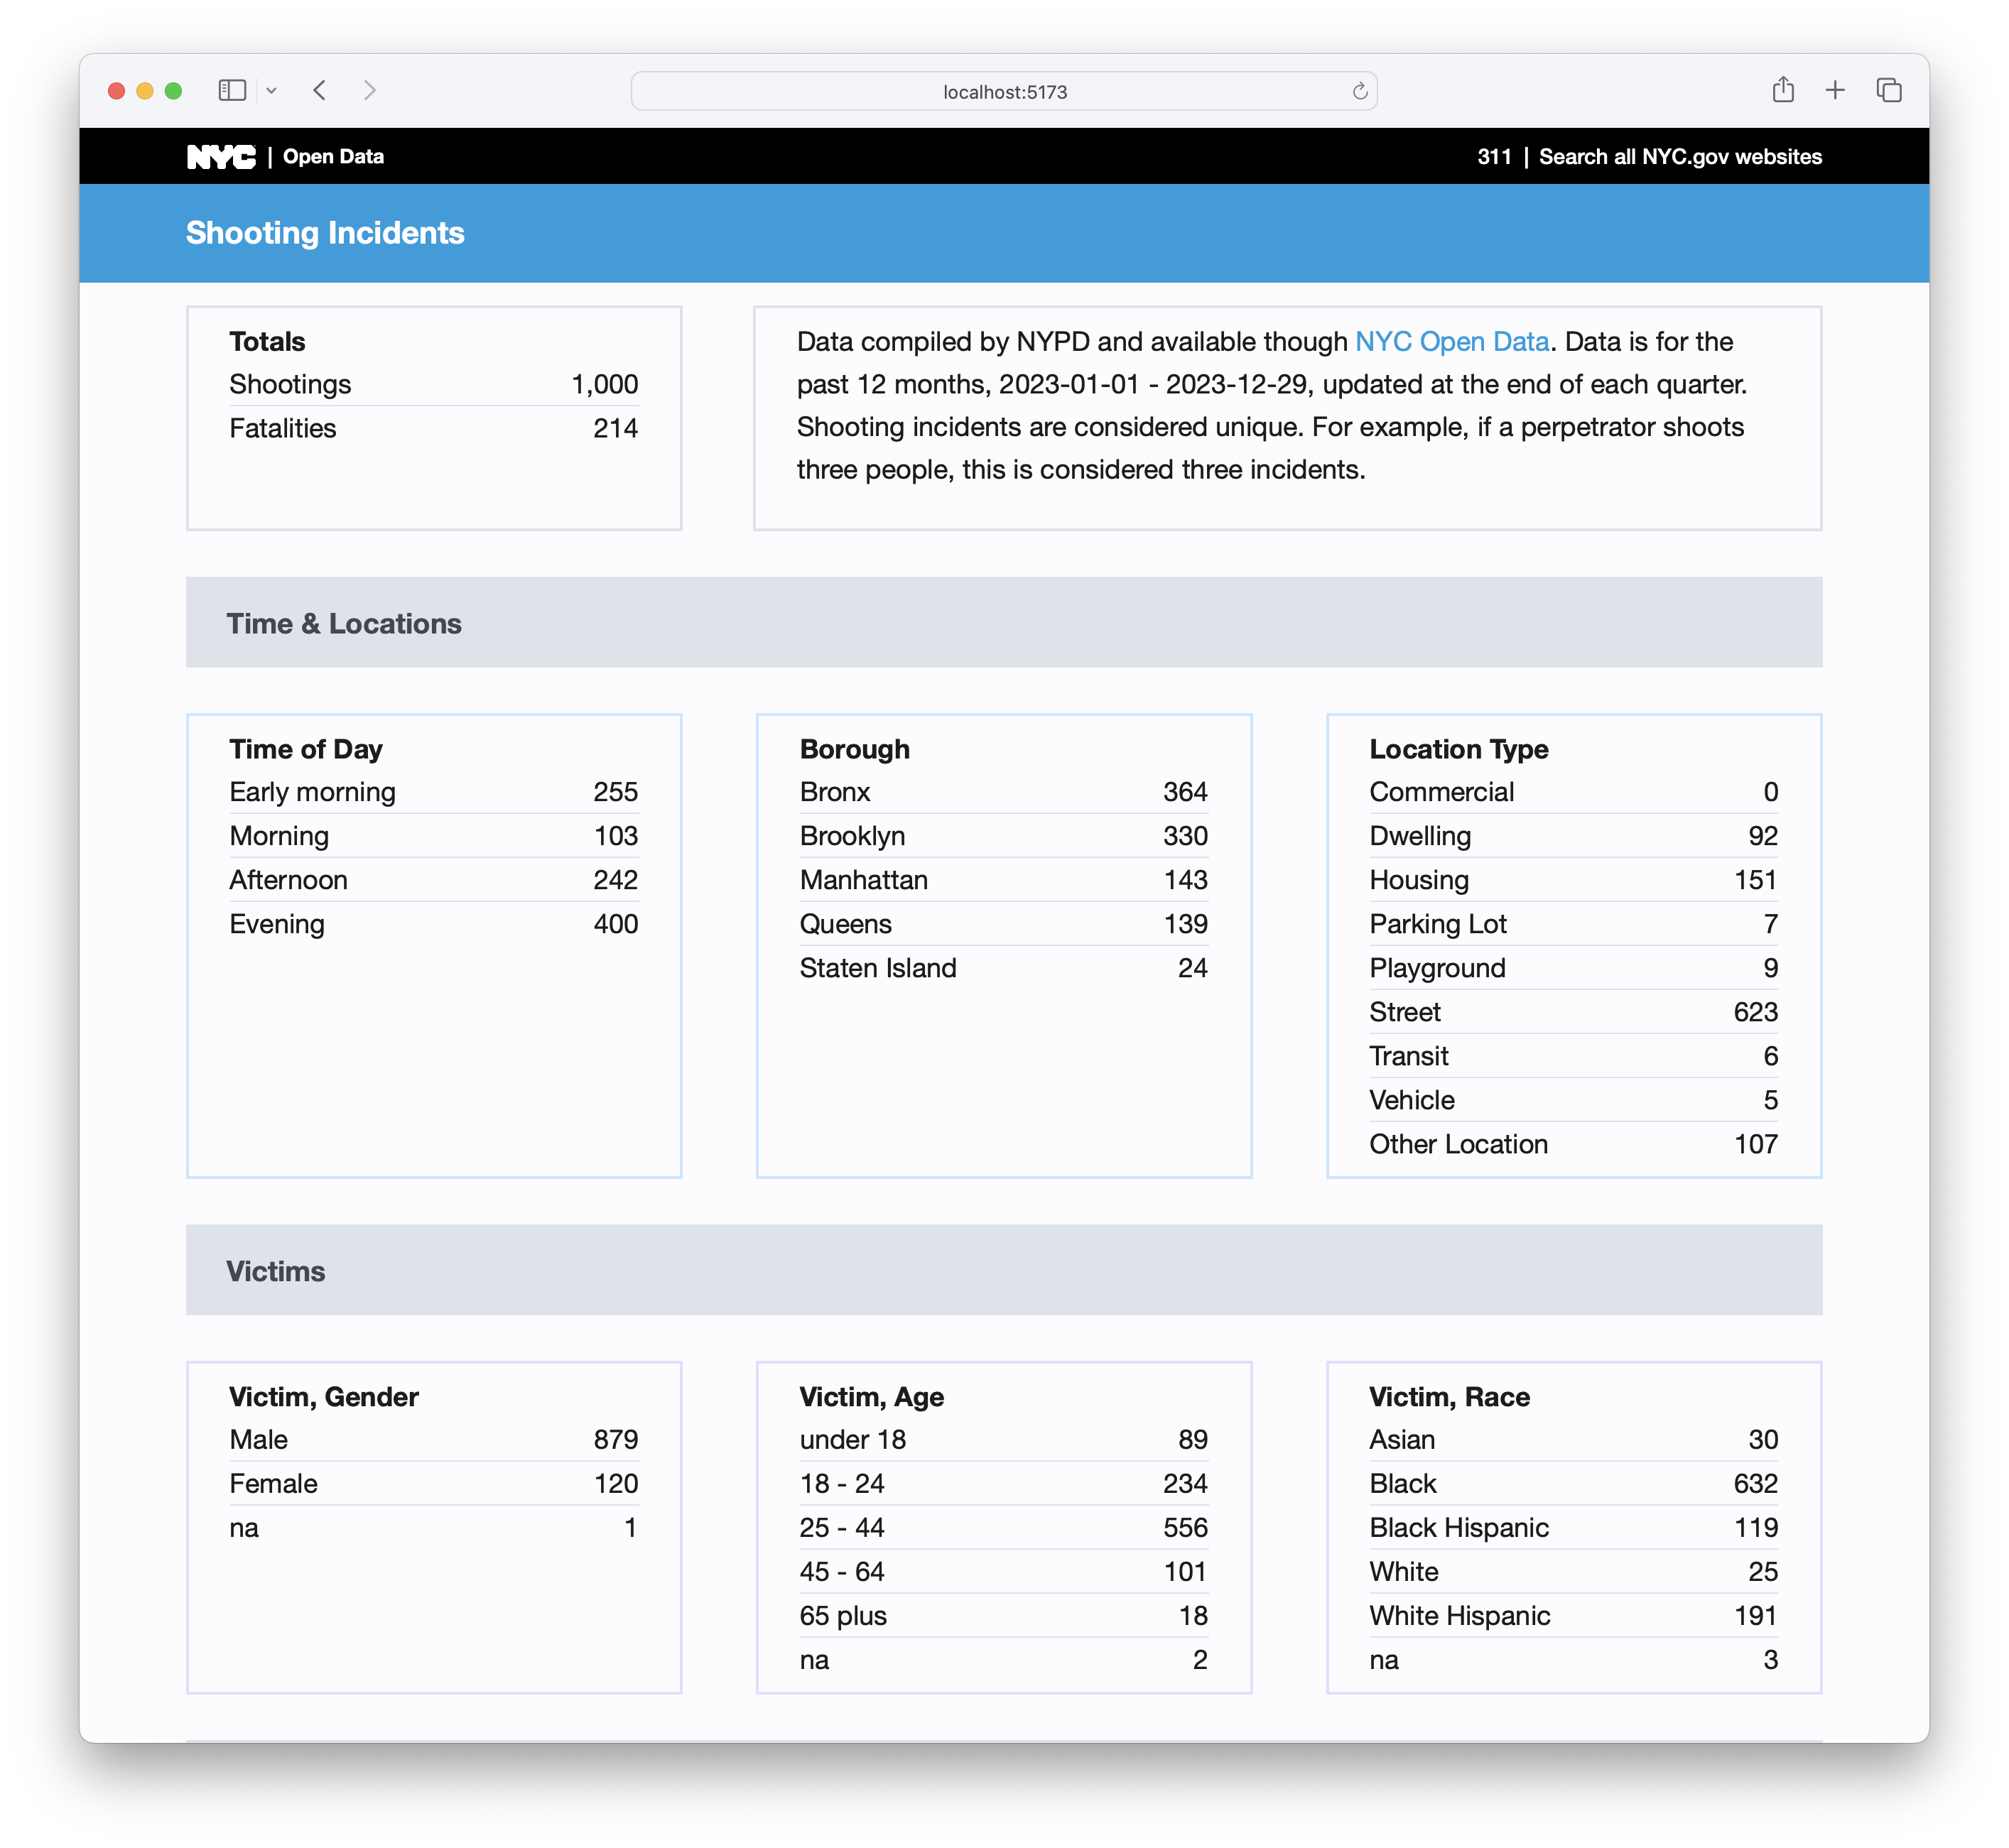 localhost:5173
NYC | Open Data
311 | Search all NYC.gov websites
Shooting Incidents
Totals
Shootings 1,000
Fatalities 214
Data compiled by NYPD and available though NYC Open Data. Data is for the
past 12 months, 2023-01-01 - 2023-12-29, updated at the end of each quarter.
Shooting incidents are considered unique. For example, if a perpetrator shoots
three people, this is considered three incidents.
Time & Locations
Time of Day
Early morning 255
Morning 103
Afternoon 242
Evening 400
Borough
Bronx 364
Brooklyn 330
Manhattan 143
Queens 139
Staten Island 24
Location Type
Commercial 0
Dwelling 92
Housing 151
Parking Lot 7
Playground 9
Street 623
Transit 6
Vehicle 5
Other Location 107
Victims
Victim, Gender
Male 879
Female 120
na 1
Victim, Age
under 18 89
18 - 24 234
25 - 44 556
45 - 64 101
65 plus 18
na 2
Victim, Race
Asian 30
Black 632
Black Hispanic 119
White 25
White Hispanic 191
na 3